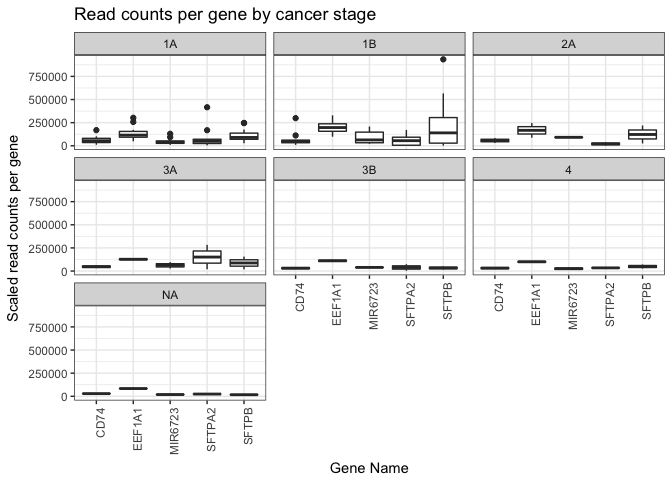 Read counts per gene by cancer stage
Scaled read counts per gene
1A
1B
2A
750000
500000
250000
0
3A
3B
4
750000
500000
250000
0
CD74
EEF1A1
MIR6723
SFTPA2
SFTPB
CD74
EEF1A1
MIR6723
SFTPA2
SFTPB
NA
750000
500000
250000
0
CD74
EEF1A1
MIR6723
SFTPA2
SFTPB
Gene Name